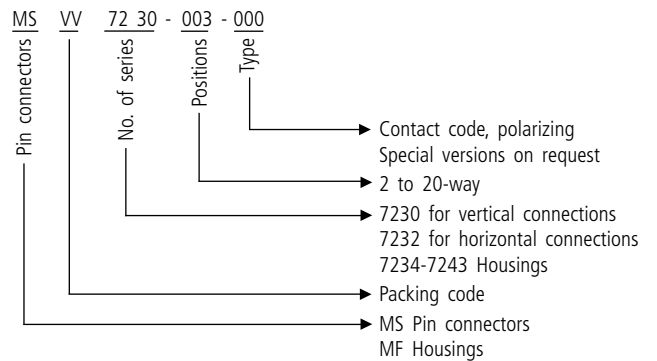 MS VV 72 30 - 003 - 000
Pin connectors
No. of series
Positions
Type
Contact code, polarizing
Special versions on request
2 to 20-way
7230 for vertical connections
7232 for horizontal connections
7234-7243 Housings
Packing code
MS Pin connectors
MF Housings